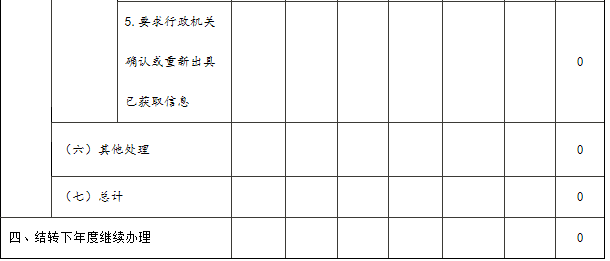 5.要求行政机关
确认或重新出具
已获取信息
0
（六）其他处理
0
（七）总计
0
四、结转下年度继续办理
0